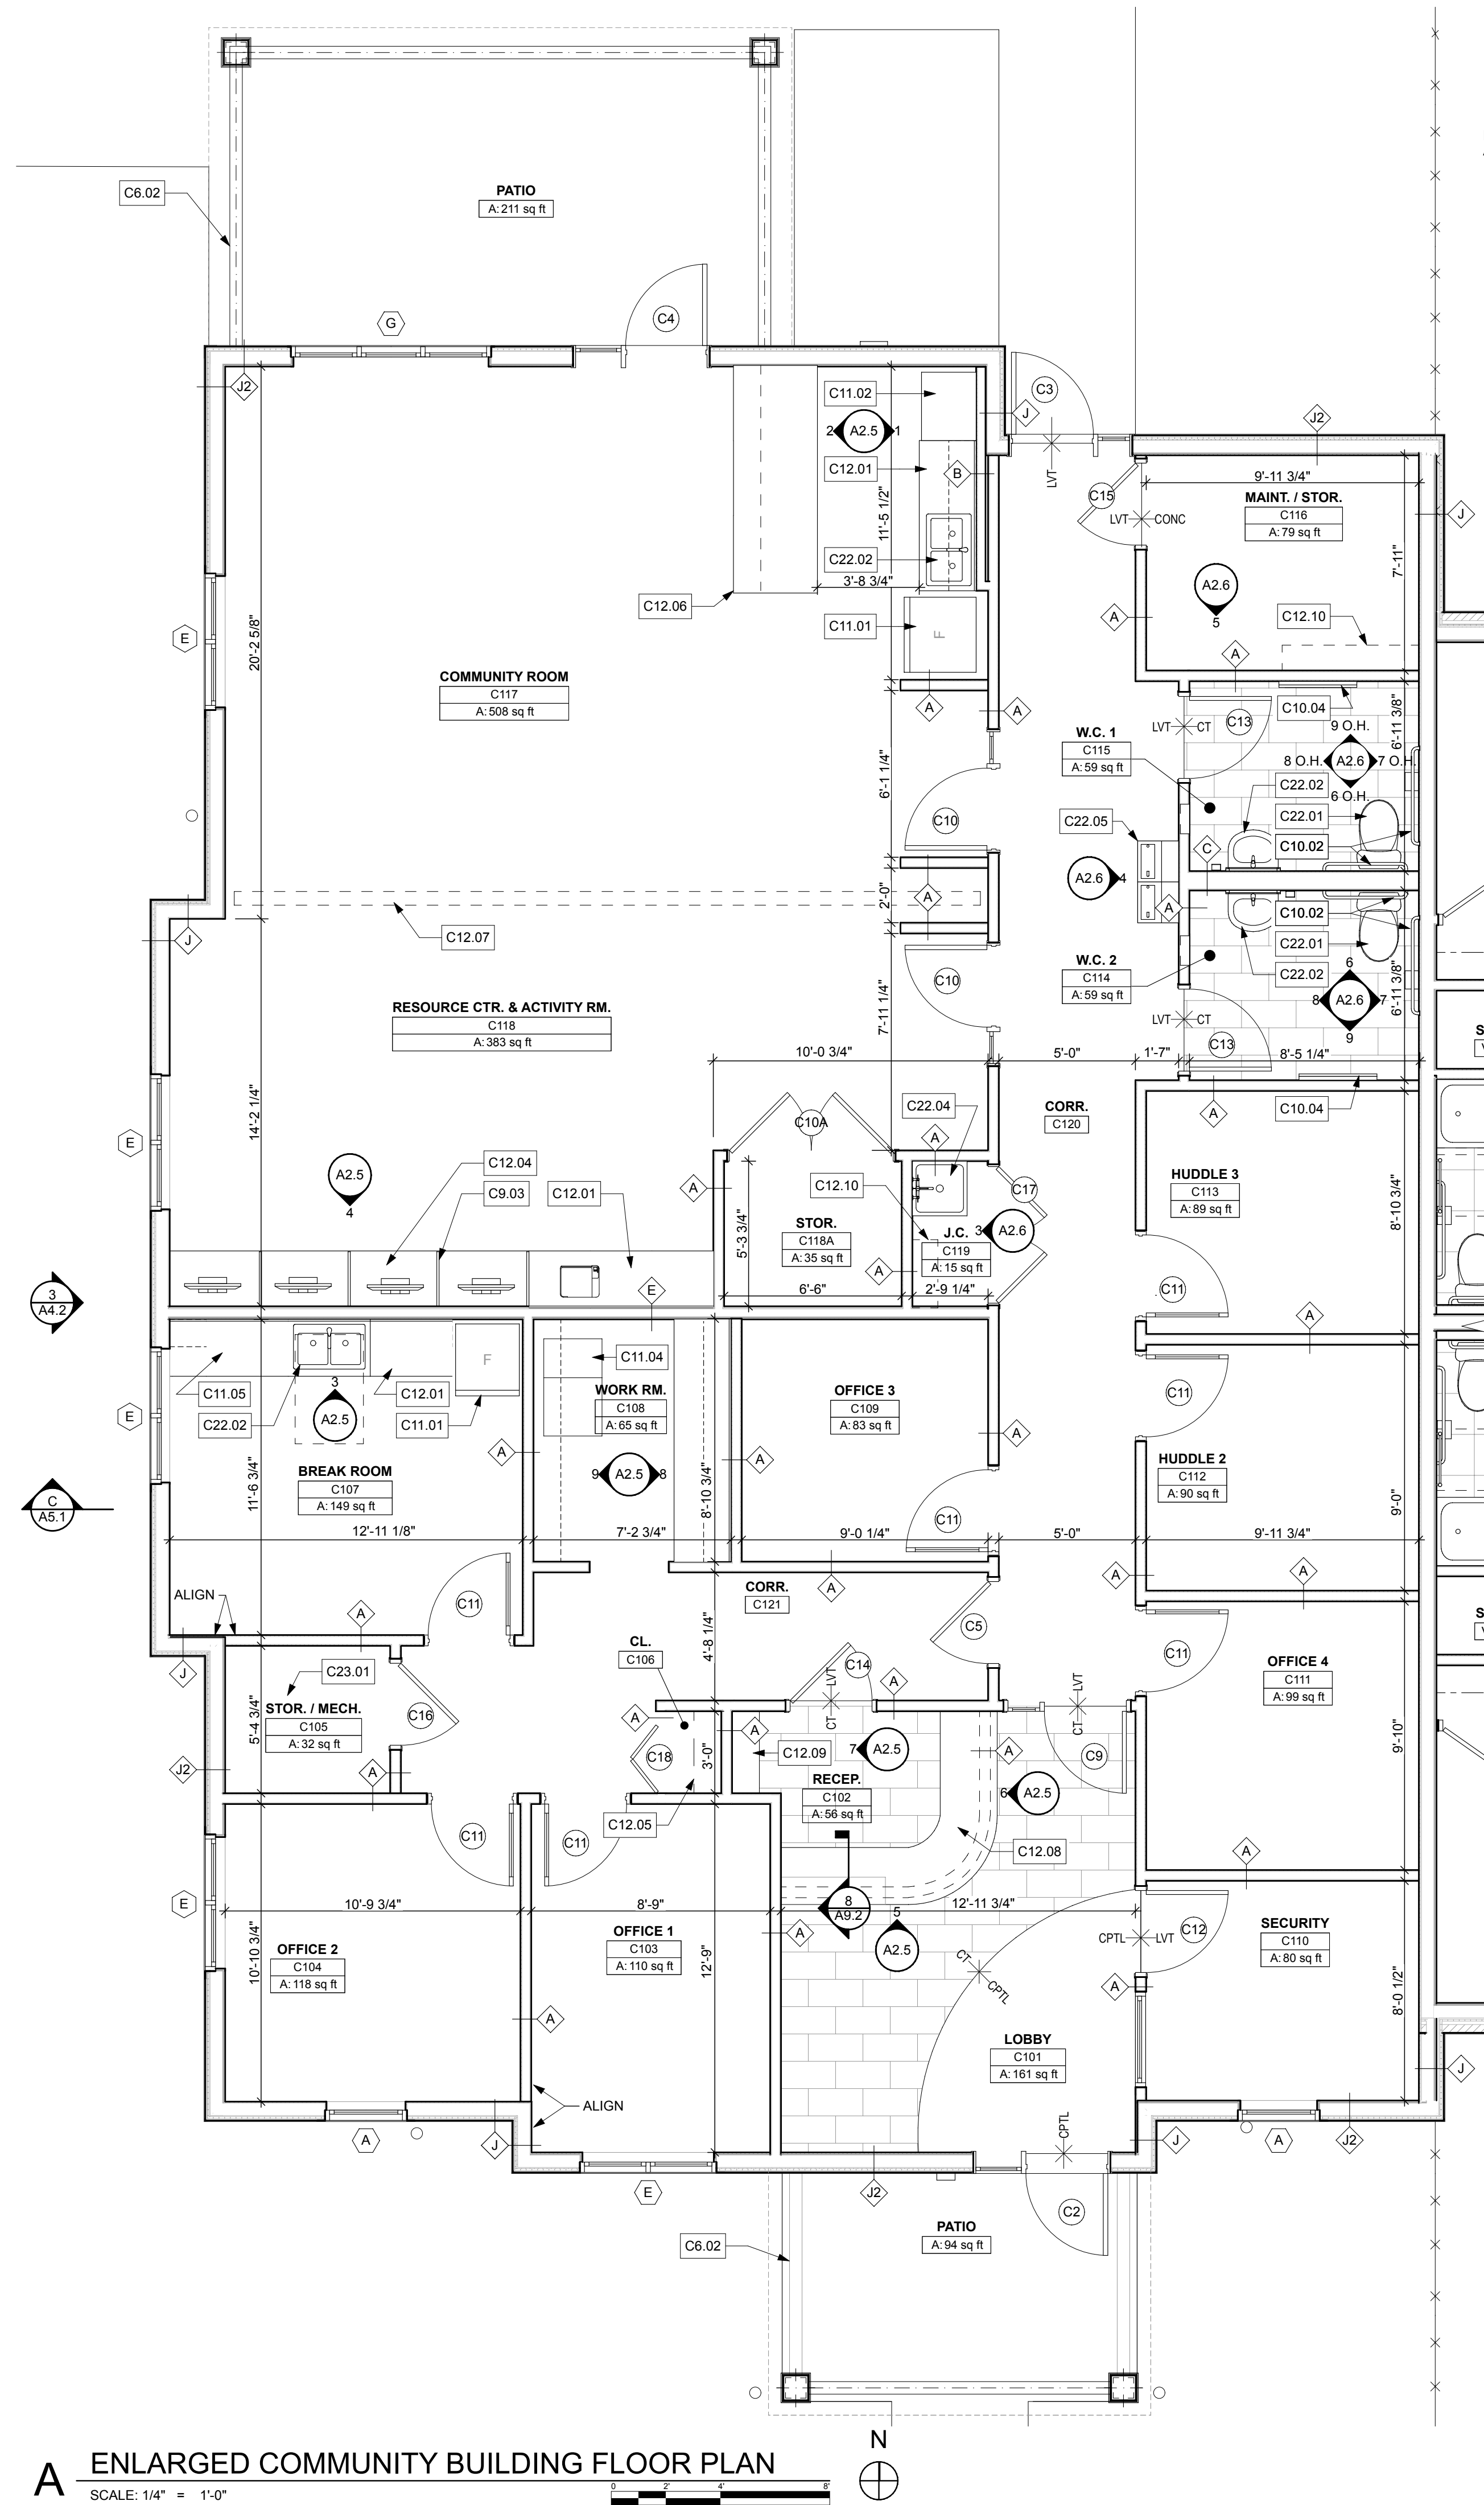 C6.02
PATIO
A: 211 sq ft
G
C4
J2
C11.02
2 A2.5 1
C12.01
B
J
C3
LVT
J2
11'-5 1/2"
C22.02
3'-8 3/4"
C12.06
C11.01
F
A
C15
LVT CONC
9'-11 3/4"
MAINT. / STOR.
C116
A: 79 sq ft
J
7'-11"
A2.6
5
C12.10
A
A
E
20'-2 5/8"
COMMUNITY ROOM
C117
A: 508 sq ft
A
6'-1 1/4"
C10
W.C. 1
C115
A: 59 sq ft
LVT CT
C13
C10.04
9 O.H.
8 O.H. A2.6 7 O.H.
6 O.H.
6'-11 3/8"
C22.02
C22.01
C10.02
C22.05
C
A2.6 4
A
A
2'-0"
C12.07
J
C10.02
C22.01
C22.02
W.C. 2
C114
A: 59 sq ft
6
8 A2.6 7
9
6'-11 3/8"
LVT CT
C13
C10
7'-11 1/4"
RESOURCE CTR. & ACTIVITY RM.
C118
A: 383 sq ft
10'-0 3/4"
5'-0"
1'-7"
8'-5 1/4"
C10.04
A
CORR.
C120
C22.04
C10A
A
E
14'-2 1/4"
A2.5
4
C12.04
C9.03
C12.01
A
C12.10
C17
STOR.
C118A
A: 35 sq ft
5'-3 3/4"
J.C.
3 A2.6
C119
A: 15 sq ft
A
6'-6"
2'-9 1/4"
HUDDLE 3
C113
A: 89 sq ft
8'-10 3/4"
C11
A
E
3
A4.2
F
C11.05
C22.02
C12.01
C11.01
3
A2.5
C11.04
WORK RM.
C108
A: 65 sq ft
9 A2.5 8
8'-10 3/4"
OFFICE 3
C109
A: 83 sq ft
A
A
A
C11
E
C
A5.1
BREAK ROOM
C107
A: 149 sq ft
11'-6 3/4"
12'-11 1/8"
7'-2 3/4"
9'-0 1/4"
5'-0"
9'-11 3/4"
C11
HUDDLE 2
C112
A: 90 sq ft
9'-0"
A
A
ALIGN
A
C11
CORR.
C121
A
C5
C11
OFFICE 4
C111
A: 99 sq ft
9'-10"
J
C23.01
CL.
C106
4'-8 1/4"
C14
A
LVT
CT
LVT
CT
STOR. / MECH.
C105
A: 32 sq ft
5'-4 3/4"
C16
J2
A
A
A
C18
3'-0"
C12.09
7 A2.5
RECEP.
C102
A: 56 sq ft
A
C9
6 A2.5
C12.05
C12.08
A
C11
C11
8
A9.2
5
A2.5
E
10'-9 3/4"
8'-9"
12'-11 3/4"
OFFICE 2
C104
A: 118 sq ft
10'-10 3/4"
OFFICE 1
C103
A: 110 sq ft
12'-9"
A
A
CT
CPTL
CPTL LVT
C12
SECURITY
C110
A: 80 sq ft
8'-0 1/2"
A
LOBBY
C101
A: 161 sq ft
ALIGN
A
J
E
J2
CPTL
J
A
J2
J
C2
PATIO
A: 94 sq ft
C6.02
N
A
ENLARGED COMMUNITY BUILDING FLOOR PLAN
SCALE: 1/4" = 1'-0"
0 2' 4' 8'